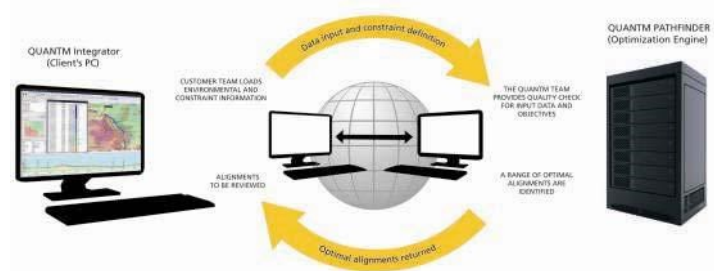 Data input and constraint definition
QUANTM Integrator
(Client's PC)
QUANTM PATHFINDER
(Optimization Engine)
CUSTOMER TEAM LOADS
ENVIRONMENTAL AND
CONSTRAINT INFORMATION
THE QUANTM TEAM
PROVIDES QUALITY CHECK
FOR INPUT DATA AND
OBJECTIVES
ALIGNMENTS
TO BE REVIEWED
A RANGE OF OPTIMAL
ALIGNMENTS ARE
IDENTIFIED
Optimal alignments returned